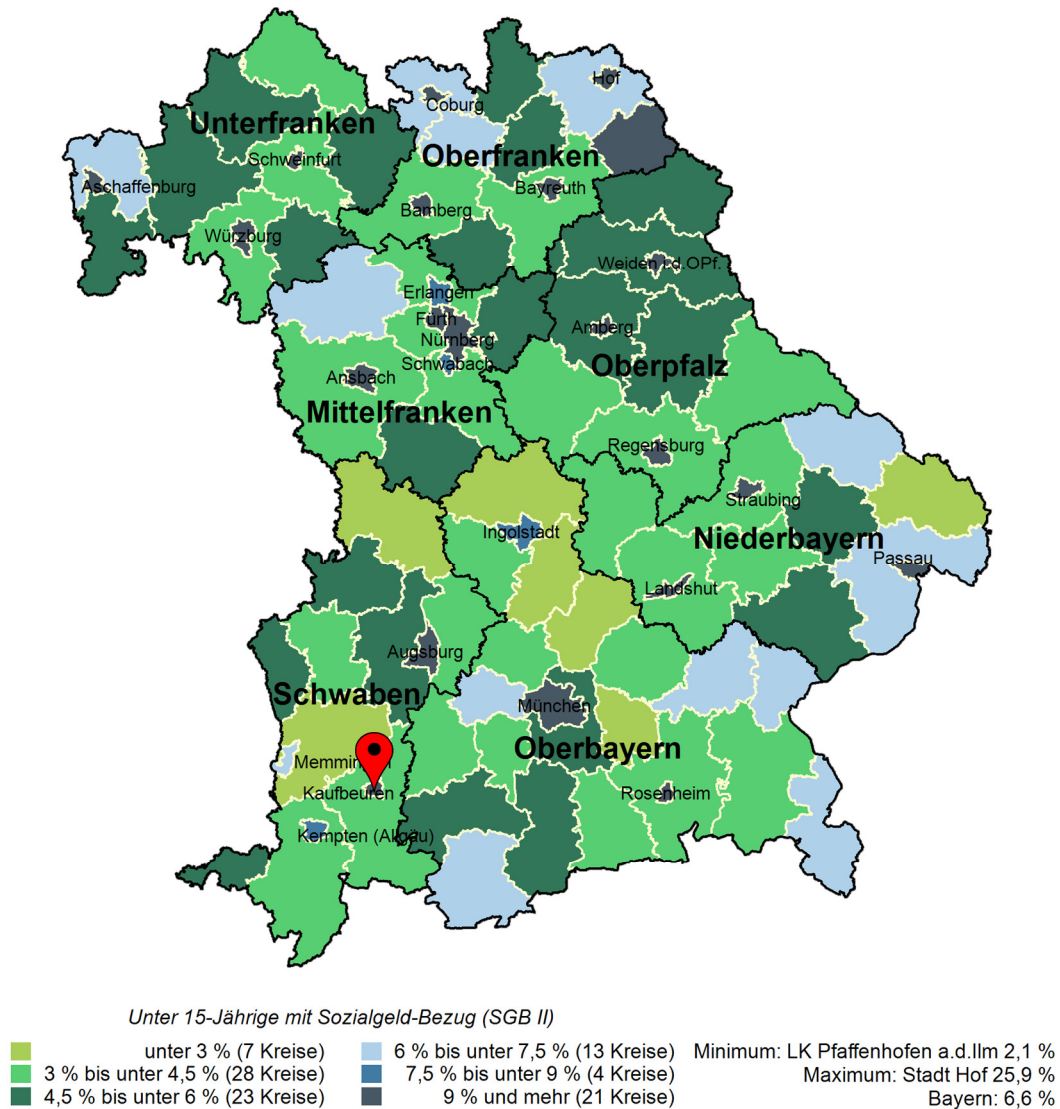 Hof
Coburg
Unterfranken
Schweinfurt
Oberfranken
Aschaffenburg
Bayreuth
Bamberg
Würzburg
Weiden i.d.OPf.
Erlangen
Fürth
Amberg
Nürnberg
Schwabach
Oberpfalz
Ansbach
Mittelfranken
Regensburg
Straubing
Ingolstadt
Niederbayern
Passau
Landshut
Augsburg
Schwaben
München
Oberbayern
Memmin
Kaufbeuren
Rosenheim
Kempten (Allgäu)
Unter 15-Jährige mit Sozialgeld-Bezug (SGB II)
unter 3 % (7 Kreise)
3 % bis unter 4,5 % (28 Kreise)
4,5 % bis unter 6 % (23 Kreise)
6 % bis unter 7,5 % (13 Kreise)
7,5 % bis unter 9 % (4 Kreise)
9 % und mehr (21 Kreise)
Minimum: LK Pfaffenhofen a.d.Ilm 2,1 %
Maximum: Stadt Hof 25,9 %
Bayern: 6,6 %